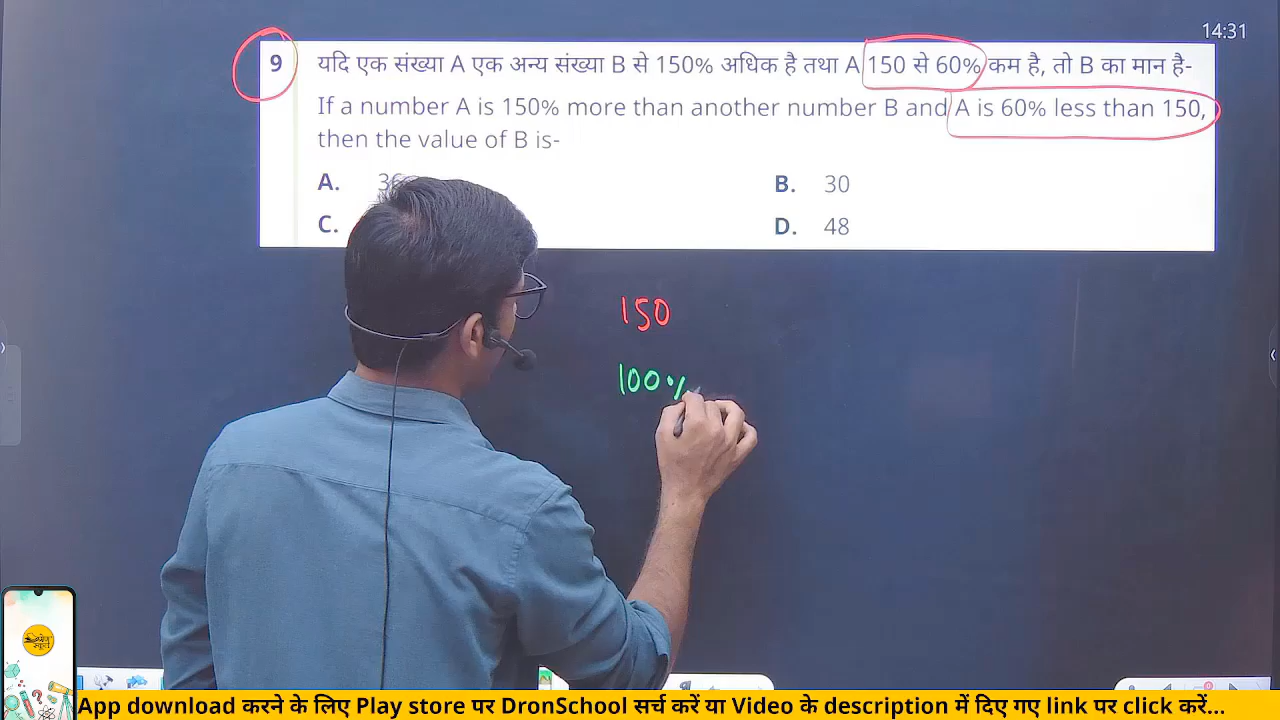 14:31
9 यदि एक संख्या A एक अन्य संख्या B से 150% अधिक है तथा A 150 से 60% कम है, तो B का मान है-
If a number A is 150% more than another number B and A is 60% less than 150,
then the value of B is-
A. B. 30
C. D. 48
150
100%
App download करने के लिए Play store पर DronSchool सर्च करें या Video के description में दिए गए link पर click करें...